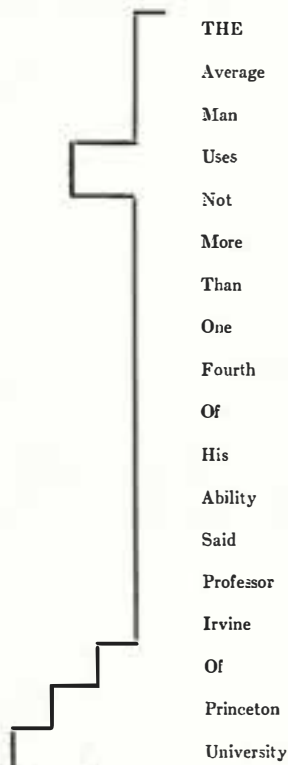 THE
Average
Man
Uses
Not
More
Than
One
Fourth
Of
His
Ability
Said
Professor
Irvine
Of
Princeton
University